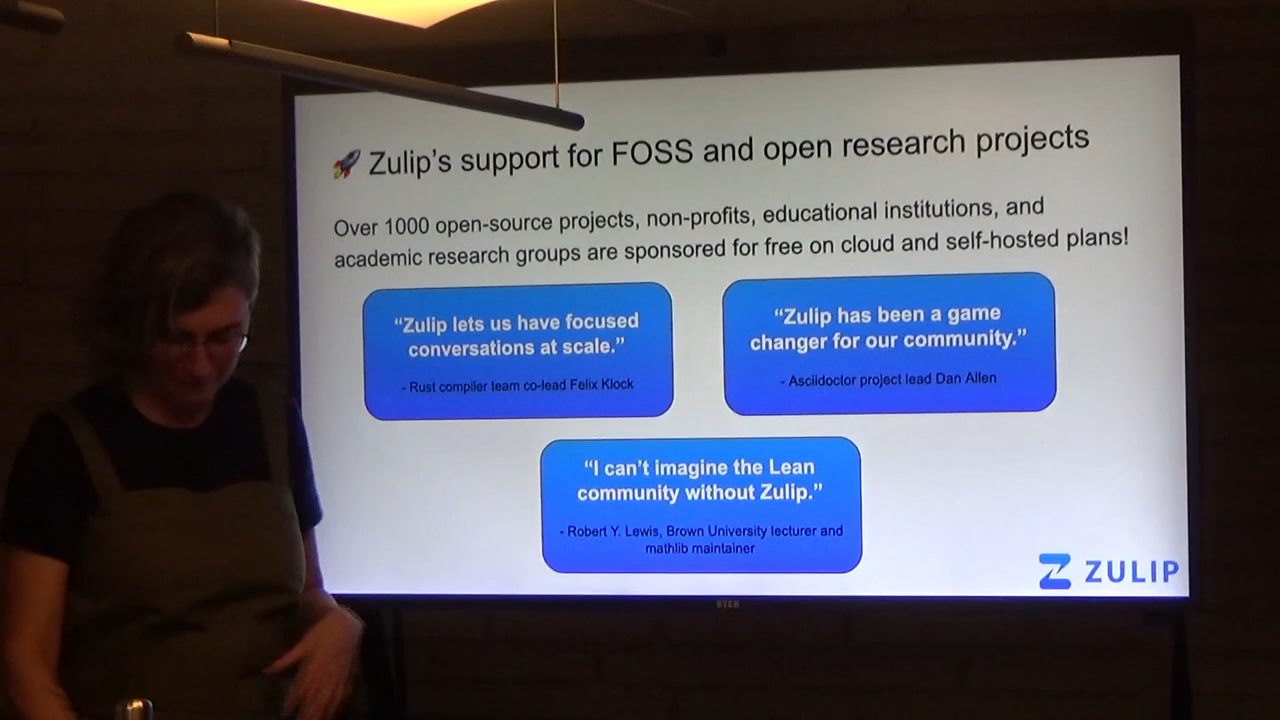 🚀 Zulip’s support for FOSS and open research projects
Over 1000 open-source projects, non-profits, educational institutions, and
academic research groups are sponsored for free on cloud and self-hosted plans!
“Zulip lets us have focused
conversations at scale.”
- Rust compiler team co-lead Felix Klock
“Zulip has been a game
changer for our community.”
- Asciidoctor project lead Dan Allen
“I can’t imagine the Lean
community without Zulip.”
- Robert Y. Lewis, Brown University lecturer and
mathlib maintainer
ZULIP